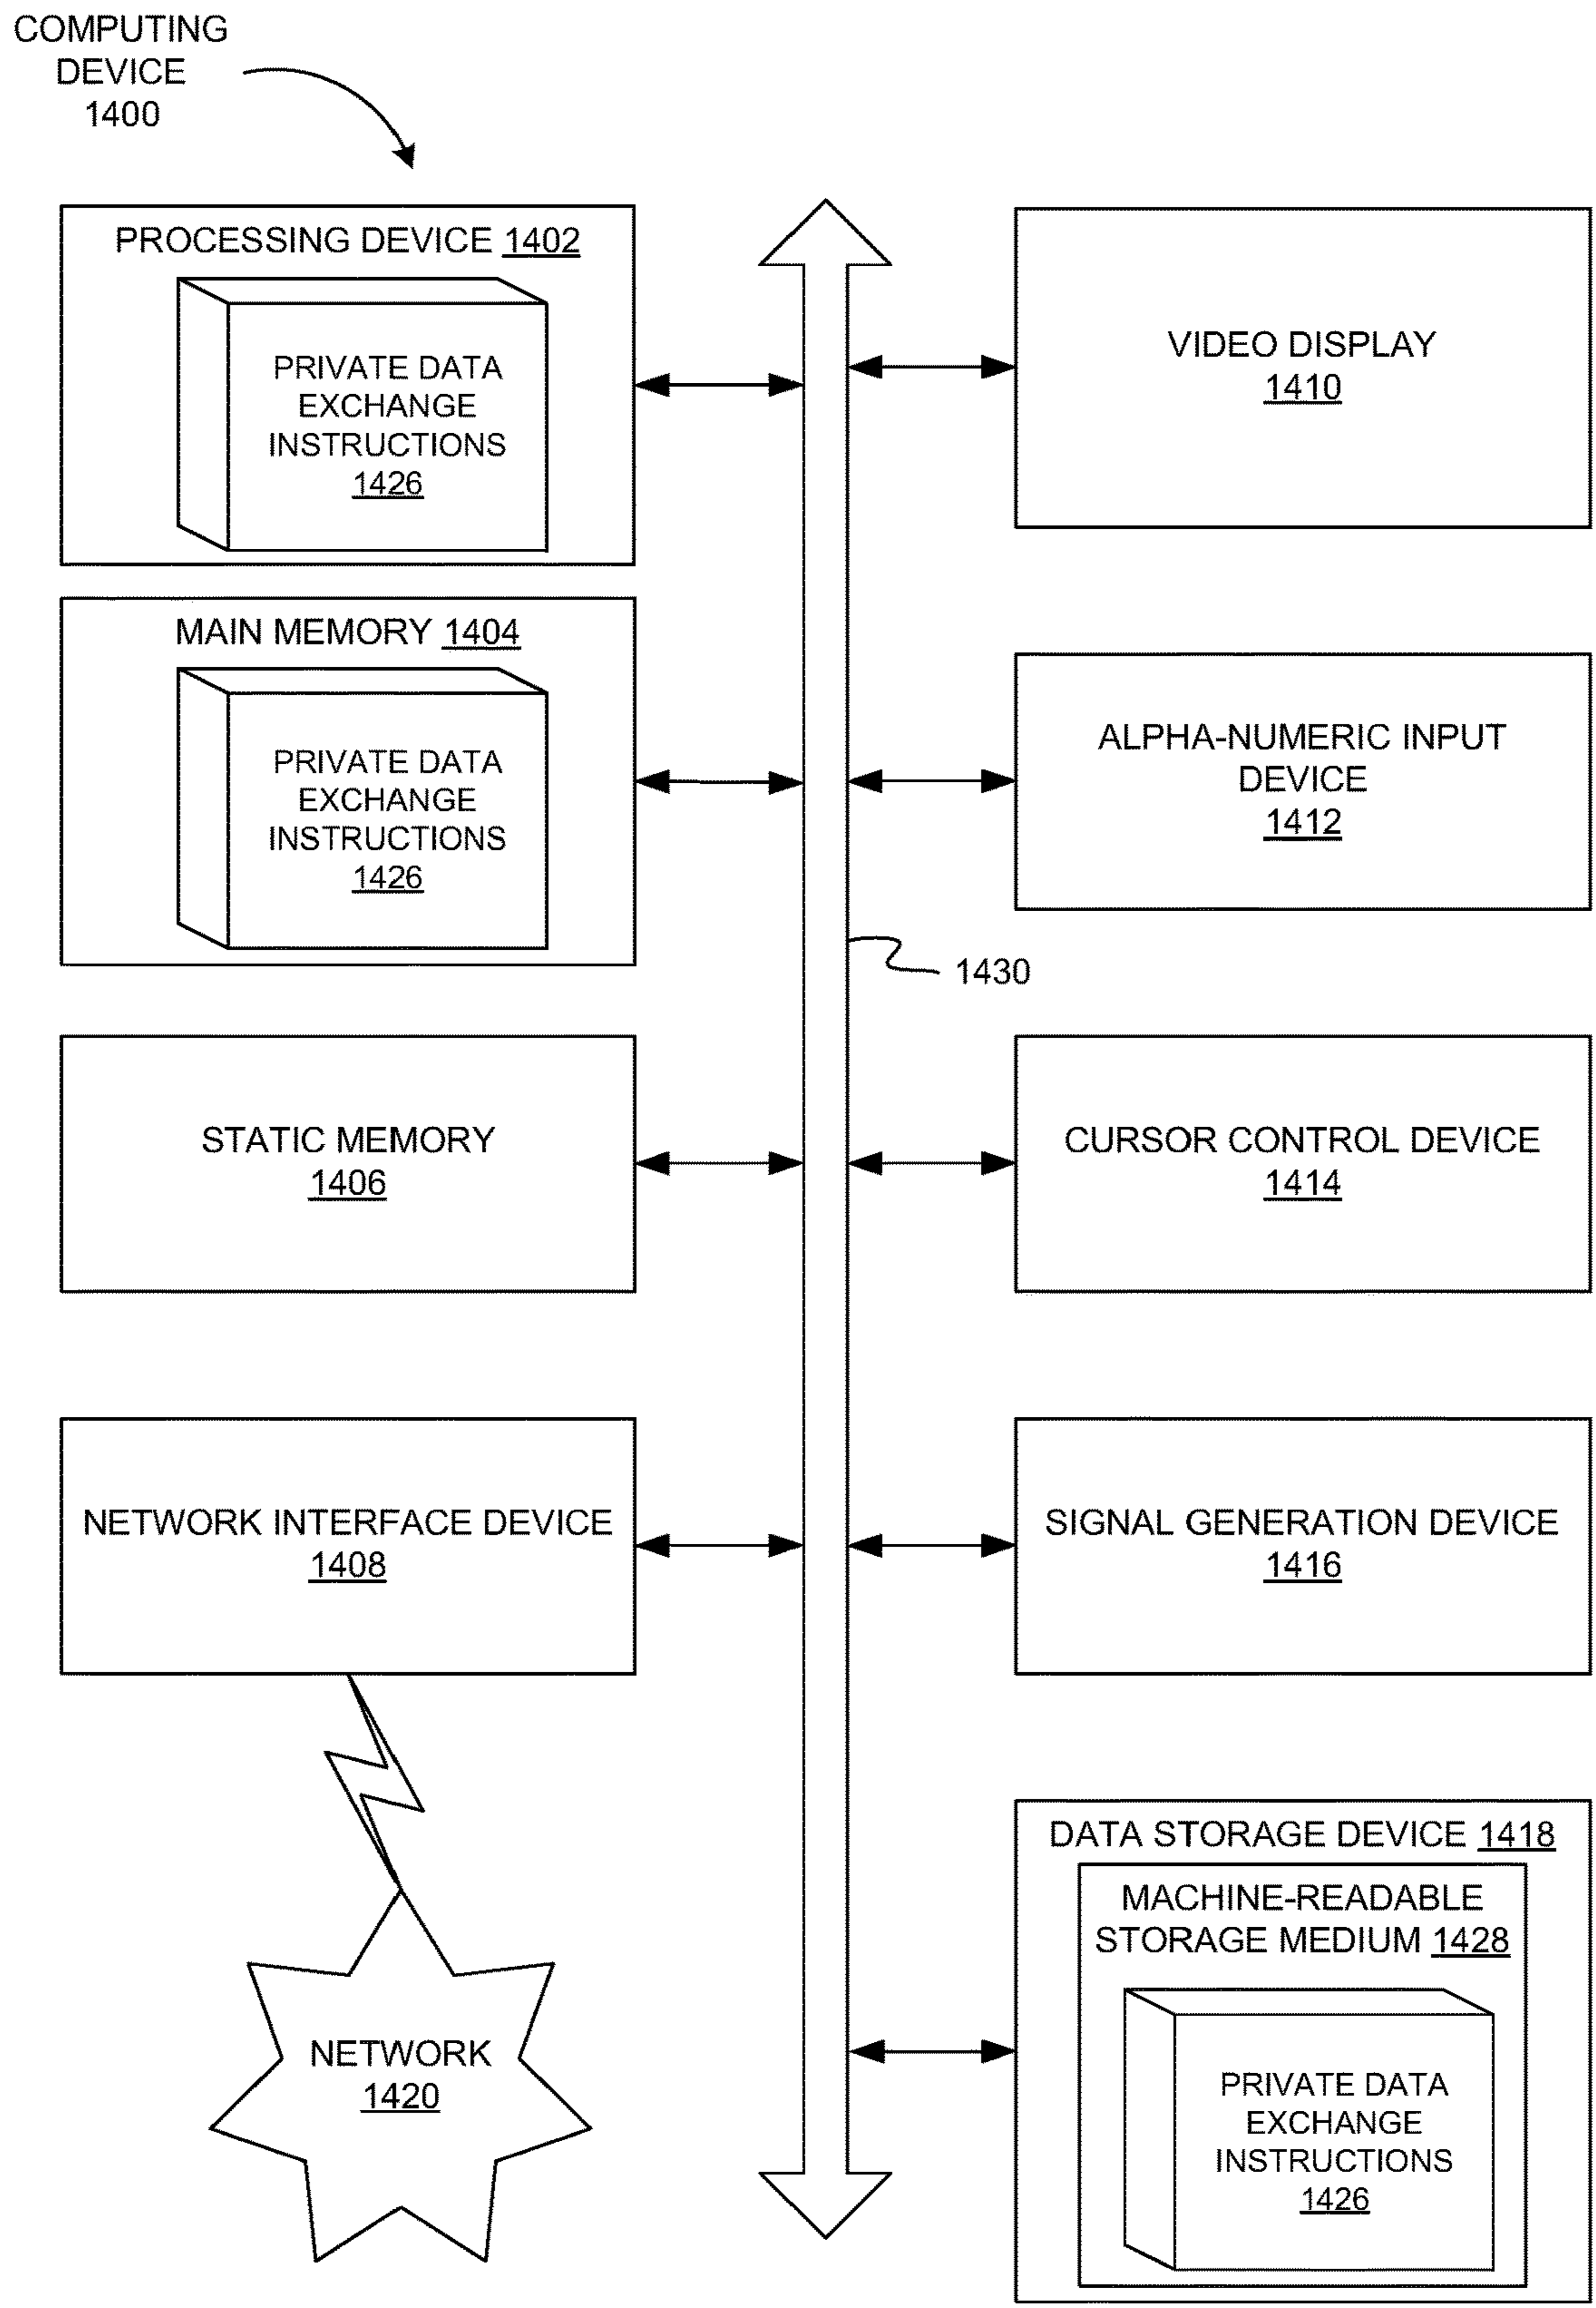 COMPUTING
DEVICE
1400
PROCESSING DEVICE 1402
PRIVATE DATA
EXCHANGE
INSTRUCTIONS
1426
MAIN MEMORY 1404
PRIVATE DATA
EXCHANGE
INSTRUCTIONS
1426
STATIC MEMORY
1406
NETWORK INTERFACE DEVICE
1408
NETWORK
1420
1430
VIDEO DISPLAY
1410
ALPHA-NUMERIC INPUT
DEVICE
1412
CURSOR CONTROL DEVICE
1414
SIGNAL GENERATION DEVICE
1416
DATA STORAGE DEVICE 1418
MACHINE-READABLE
STORAGE MEDIUM 1428
PRIVATE DATA
EXCHANGE
INSTRUCTIONS
1426